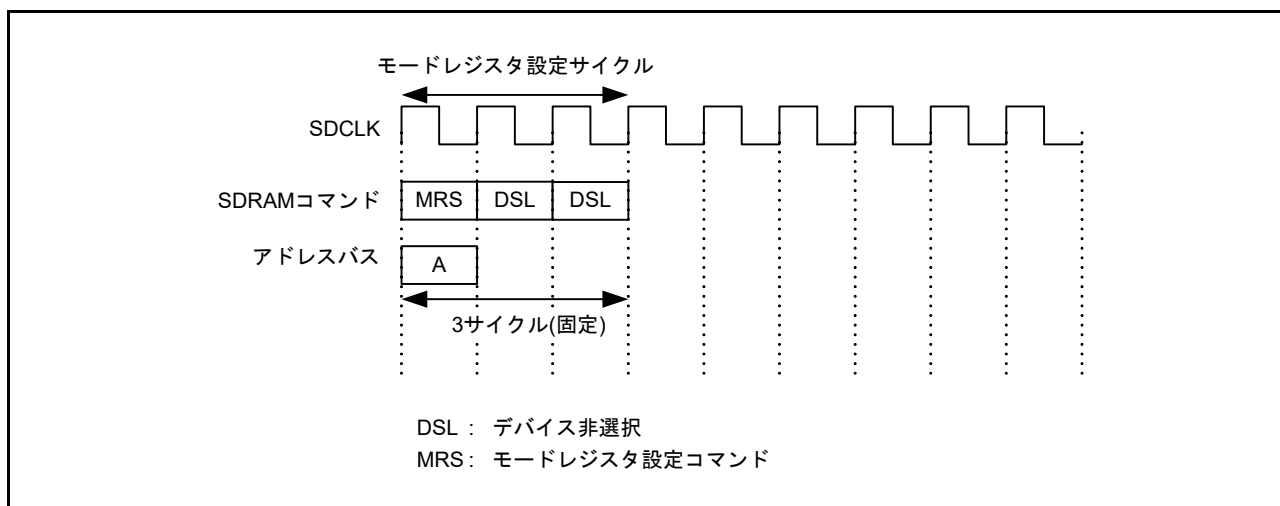 モードレジスタ設定サイクル
SDCLK
SDRAMコマンド MRS DSL DSL
アドレスバス A
3サイクル(固定)
DSL : デバイス非選択
MRS : モードレジスタ設定コマンド